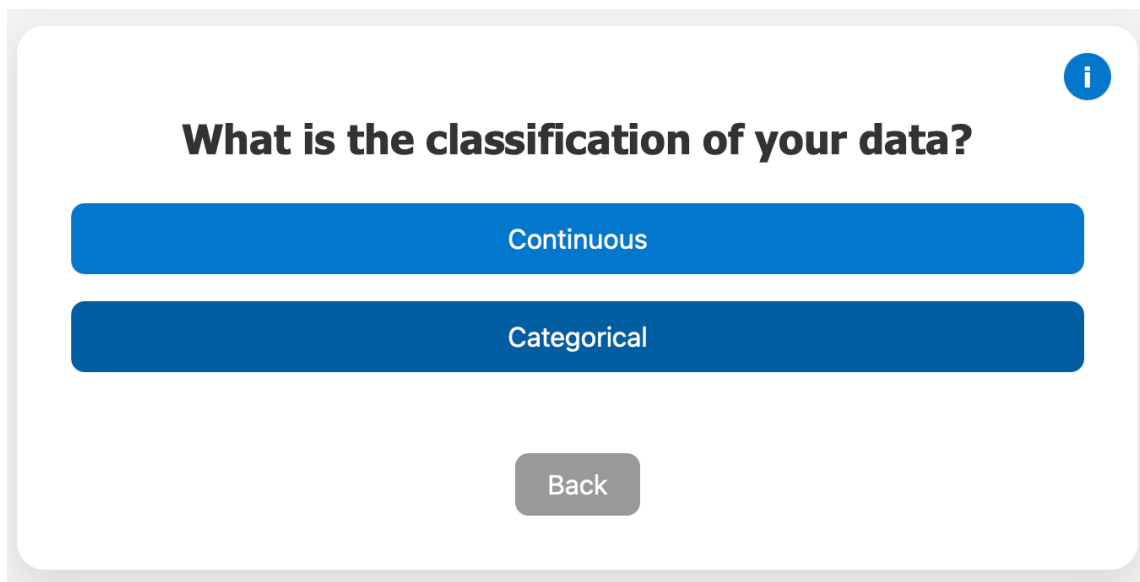 i
What is the classification of your data?
Continuous
Categorical
Back